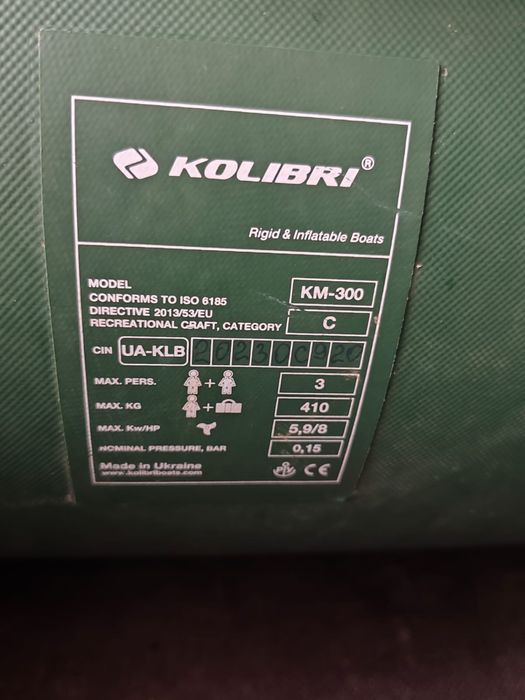 KOLIBRI®
Rigid & Inflatable Boats
MODEL KM-300
CONFORMS TO ISO 6185
DIRECTIVE 2013/53/EU
RECREATIONAL CRAFT, CATEGORY C
CIN UA-KLB 20230C920
MAX. PERS. + 3
MAX. KG + 410
MAX. Kw/HP 5,9/8
NOMINAL PRESSURE, BAR 0,15
Made in Ukraine
www.kolibriboats.com CE